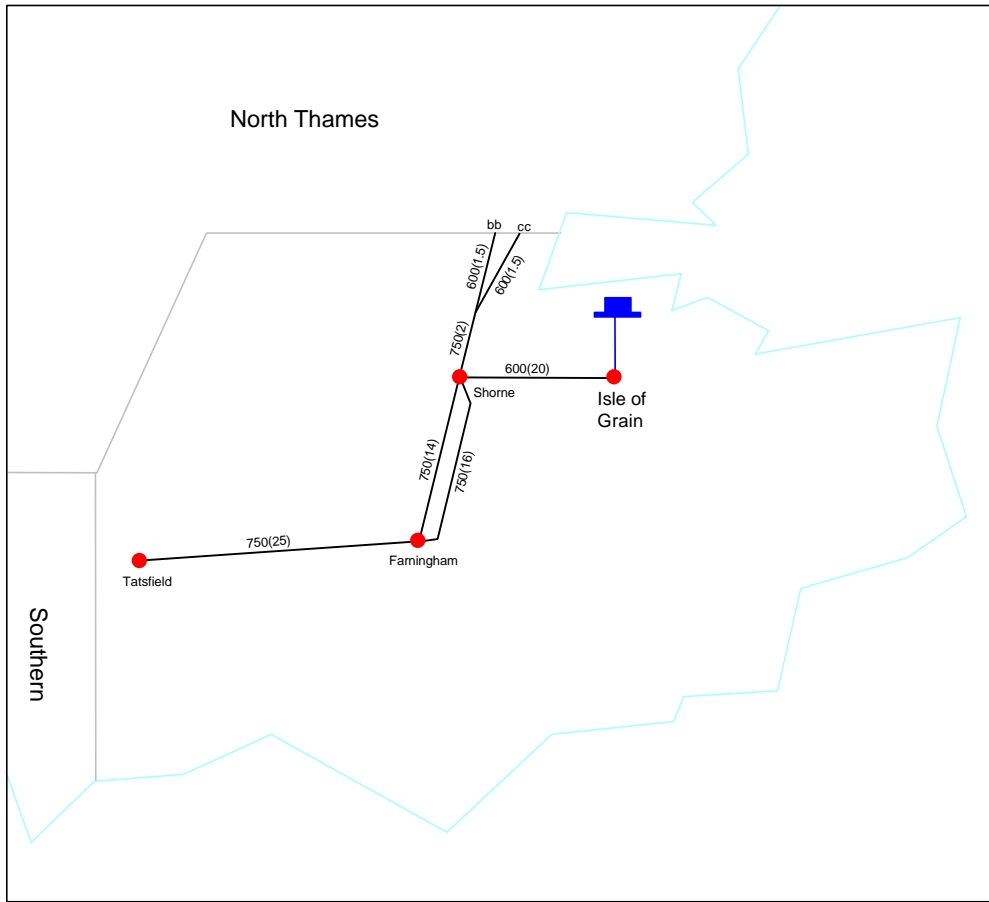 North Thames
bb
cc
600(1.5)
600(1.5)
750(2)
600(20)
Shorne
Isle of
Grain
750(14)
750(16)
750(25)
Farningham
Tatsfield
Southern